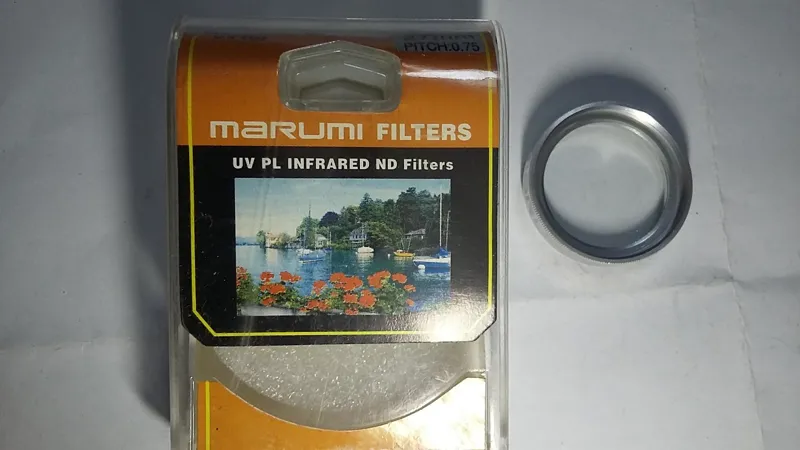 PITCH:0.75
marumi FILTERS
UV PL INFRARED ND Filters